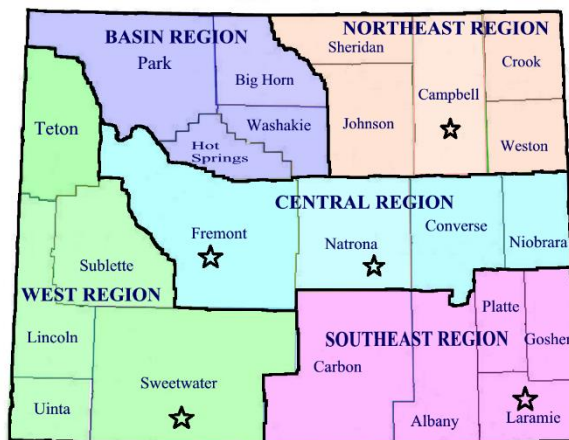 BASIN REGION
Park
Big Horn
Washakie
Hot
Springs
NORTHEAST REGION
Sheridan
Johnson
Campbell
Crook
Weston
Teton
Sublette
WEST REGION
Lincoln
Uinta
Sweetwater
CENTRAL REGION
Fremont
Natrona
Converse
Niobrara
SOUTHEAST REGION
Carbon
Albany
Platte
Goshen
Laramie